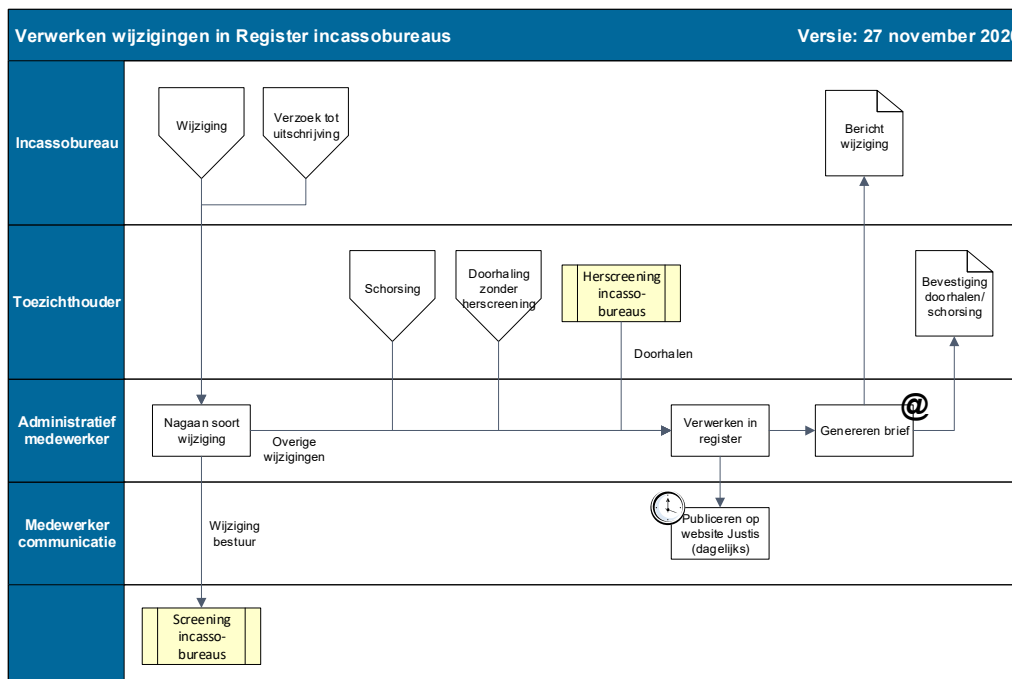 Verwerken wijzigingen in Register incassobureaus
Versie: 27 november 2020
Incassobureau
Wijziging
Verzoek tot
uitschrijving
Bericht
wijziging
Toezichthouder
Schorsing
Doorhaling
zonder
herscreening
Herscreening
incasso-
bureaus
Bevestiging
doorhalen/
schorsing
Doorhalen
Administratief
medewerker
Nagaan soort
wijziging
Overige
wijzigingen
Verwerken in
register
@
Genereren brief
Medewerker
communicatie
Wijziging
bestuur
Publiceren op
website Justis
(dagelijks)
Screening
incasso-
bureaus